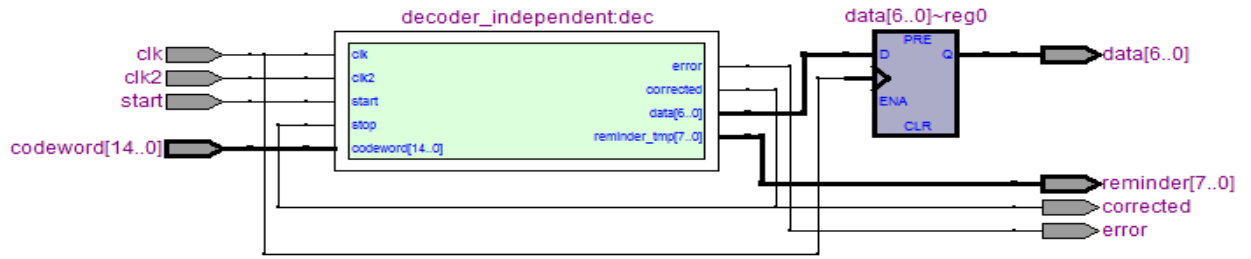 decoder_independent:dec
data[6..0]~reg0
clk
clk2
start
codeword[14..0]
clk
clk2
start
stop
codeword[14..0]
error
corrected
data[6..0]
reminder_tmp[7..0]
PRE
D
Q
ENA
CLR
data[6..0]
reminder[7..0]
corrected
error